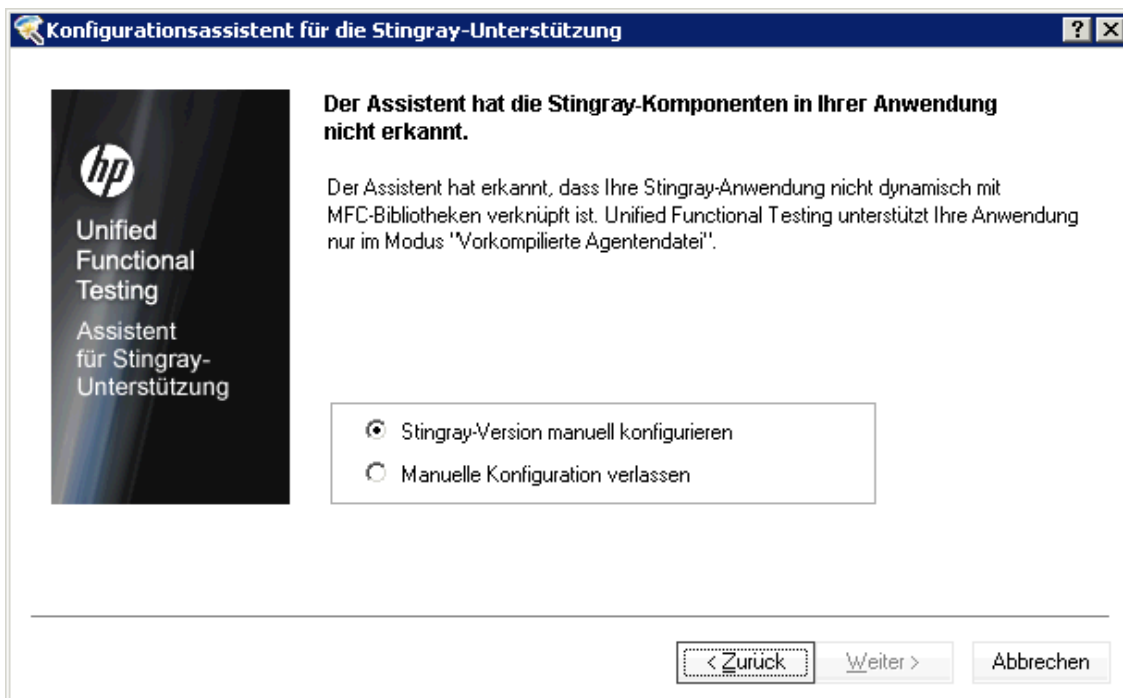 Konfigurationsassistent für die Stingray-Unterstützung
? X
hp
Unified
Functional
Testing
Assistent
für Stingray-
Unterstützung
Der Assistent hat die Stingray-Komponenten in Ihrer Anwendung
nicht erkannt.
Der Assistent hat erkannt, dass Ihre Stingray-Anwendung nicht dynamisch mit
MFC-Bibliotheken verknüpft ist. Unified Functional Testing unterstützt Ihre Anwendung
nur im Modus "Vorkompilierte Agentendatei".
Stingray-Version manuell konfigurieren
Manuelle Konfiguration verlassen
< Zurück
Weiter >
Abbrechen